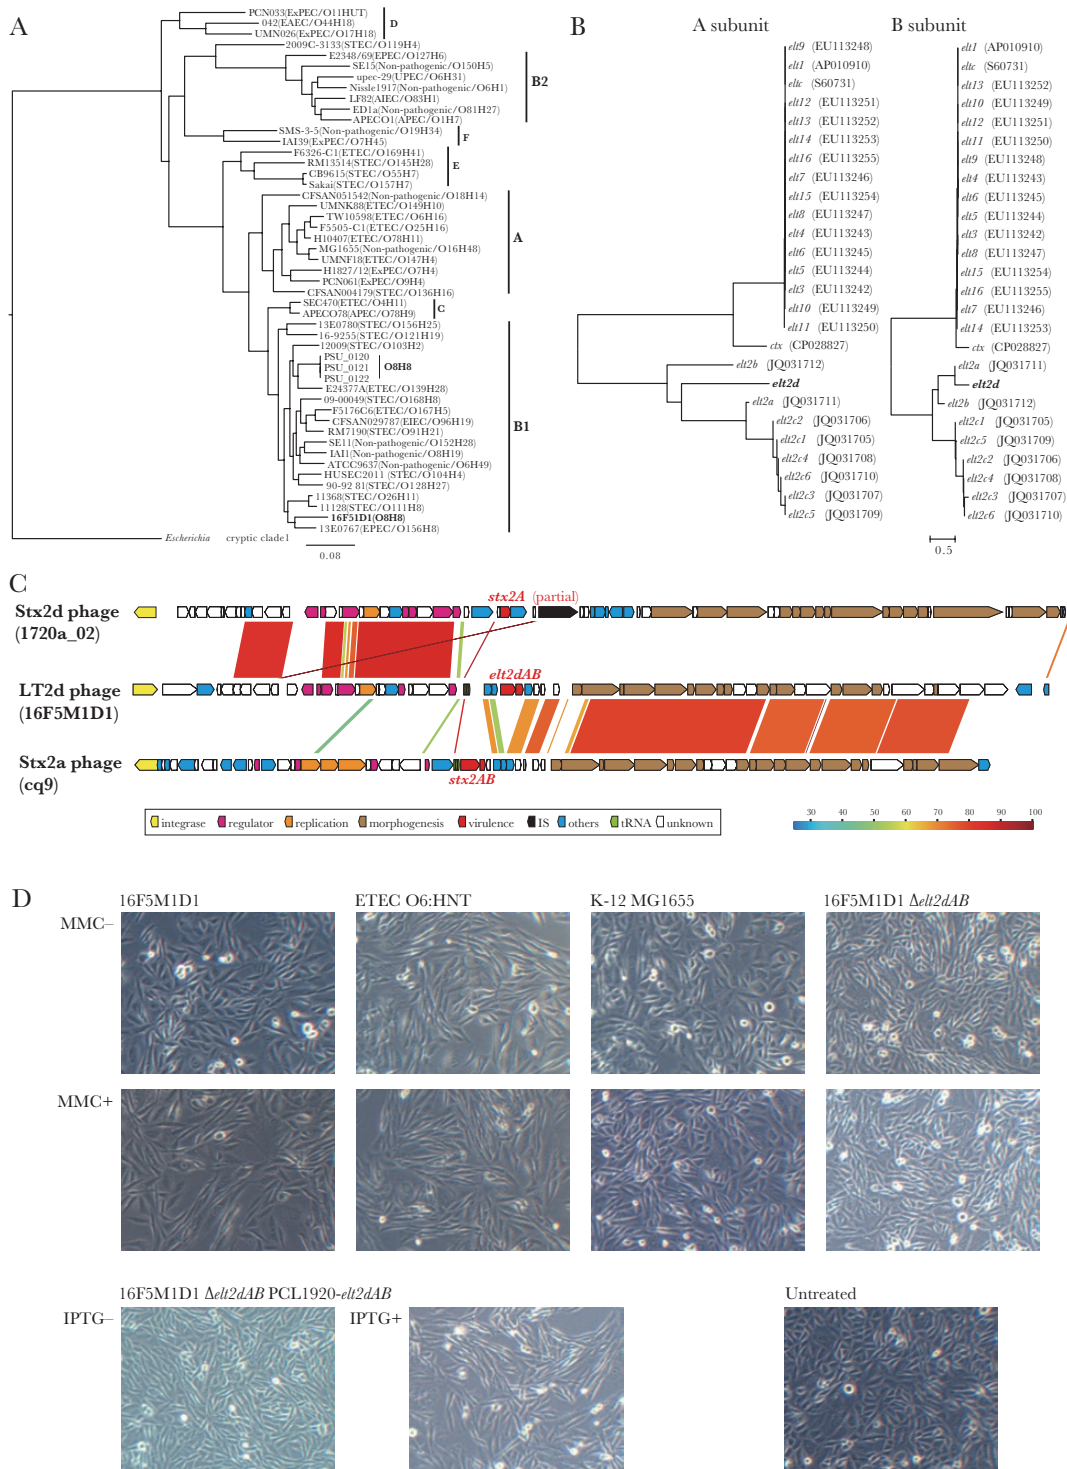 A
PCN033(ExPEC/O11HUT)
042(EAEC/O44H18)
UMN026(ExPEC/O17H18)
D
2009C-3133(STEC/O119H4)
E2348/69(EPEC/O127H6)
SE15(Non-pathogenic/O150H5)
upec-29(UPEC/O6H31)
Nissle1917(Non-pathogenic/O6H1)
LF82(AIEC/O83H1)
ED1a(Non-pathogenic/O81H27)
APECO1(APEC/O1H7)
B2
SMS-3-5(Non-pathogenic/O19H34)
IAI39(ExPEC/O7H45)
F
F6326-C1(ETEC/O169H41)
RM13514(STEC/O145H28)
CB9615(STEC/O55H7)
Sakai(STEC/O157H7)
E
CFSAN051542(Non-pathogenic/O18H14)
UMNK88(ETEC/O149H10)
TW10598(ETEC/O6H16)
F5505-C1(ETEC/O25H16)
H10407(ETEC/O78H11)
MG1655(Non-pathogenic/O16H48)
UMNF18(ETEC/O147H4)
H1827/12(ExPEC/O7H4)
PCN061(ExPEC/O9H4)
CFSAN004179(STEC/O136H16)
A
SEC470(ETEC/O4H11)
APECO78(APEC/O78H9)
C
13E0780(STEC/O156H25)
16-9255(STEC/O121H19)
12009(STEC/O103H2)
PSU_0120
PSU_0121
PSU_0122
O8H8
E24377A(ETEC/O139H28)
09-00049(STEC/O168H8)
F5176C6(ETEC/O167H5)
CFSAN029787(EIEC/O96H19)
RM7190(STEC/O91H21)
SE11(Non-pathogenic/O152H28)
IAI1(Non-pathogenic/O8H19)
ATCC9637(Non-pathogenic/O6H49)
HUSEC2011 (STEC/O104H4)
90-92 81(STEC/O128H27)
11368(STEC/O26H11)
11128(STEC/O111H8)
16F51D1(O8H8)
13E0767(EPEC/O156H8)
B1
Escherichia cryptic clade1
0.08
B
A subunit
elt9 (EU113248)
elt1 (AP010910)
eltc (S60731)
elt12 (EU113251)
elt13 (EU113252)
elt14 (EU113253)
elt16 (EU113255)
elt7 (EU113246)
elt15 (EU113254)
elt8 (EU113247)
elt4 (EU113243)
elt6 (EU113245)
elt5 (EU113244)
elt3 (EU113242)
elt10 (EU113249)
elt11 (EU113250)
ctx (CP028827)
elt2b (JQ031712)
elt2d
elt2a (JQ031711)
elt2c2 (JQ031706)
elt2c1 (JQ031705)
elt2c4 (JQ031708)
elt2c6 (JQ031710)
elt2c3 (JQ031707)
elt2c5 (JQ031709)
B subunit
elt1 (AP010910)
eltc (S60731)
elt13 (EU113252)
elt10 (EU113249)
elt12 (EU113251)
elt11 (EU113250)
elt9 (EU113248)
elt4 (EU113243)
elt6 (EU113245)
elt5 (EU113244)
elt3 (EU113242)
elt8 (EU113247)
elt15 (EU113254)
elt16 (EU113255)
elt7 (EU113246)
elt14 (EU113253)
ctx (CP028827)
elt2a (JQ031711)
elt2d
elt2b (JQ031712)
elt2c1 (JQ031705)
elt2c5 (JQ031709)
elt2c2 (JQ031706)
elt2c4 (JQ031708)
elt2c3 (JQ031707)
elt2c6 (JQ031710)
0.5
C
stx2A (partial)
Stx2d phage
(1720a_02)
elt2dAB
LT2d phage
(16F5M1D1)
Stx2a phage
(cq9)
stx2AB
integrase regulator replication morphogenesis virulence IS others tRNA unknown
30 40 50 60 70 80 90 100
D
16F5M1D1 ETEC O6:HNT K-12 MG1655 16F5M1D1 Δelt2dAB
MMC–
MMC+
16F5M1D1 Δelt2dAB PCL1920-elt2dAB
IPTG–
IPTG+
Untreated